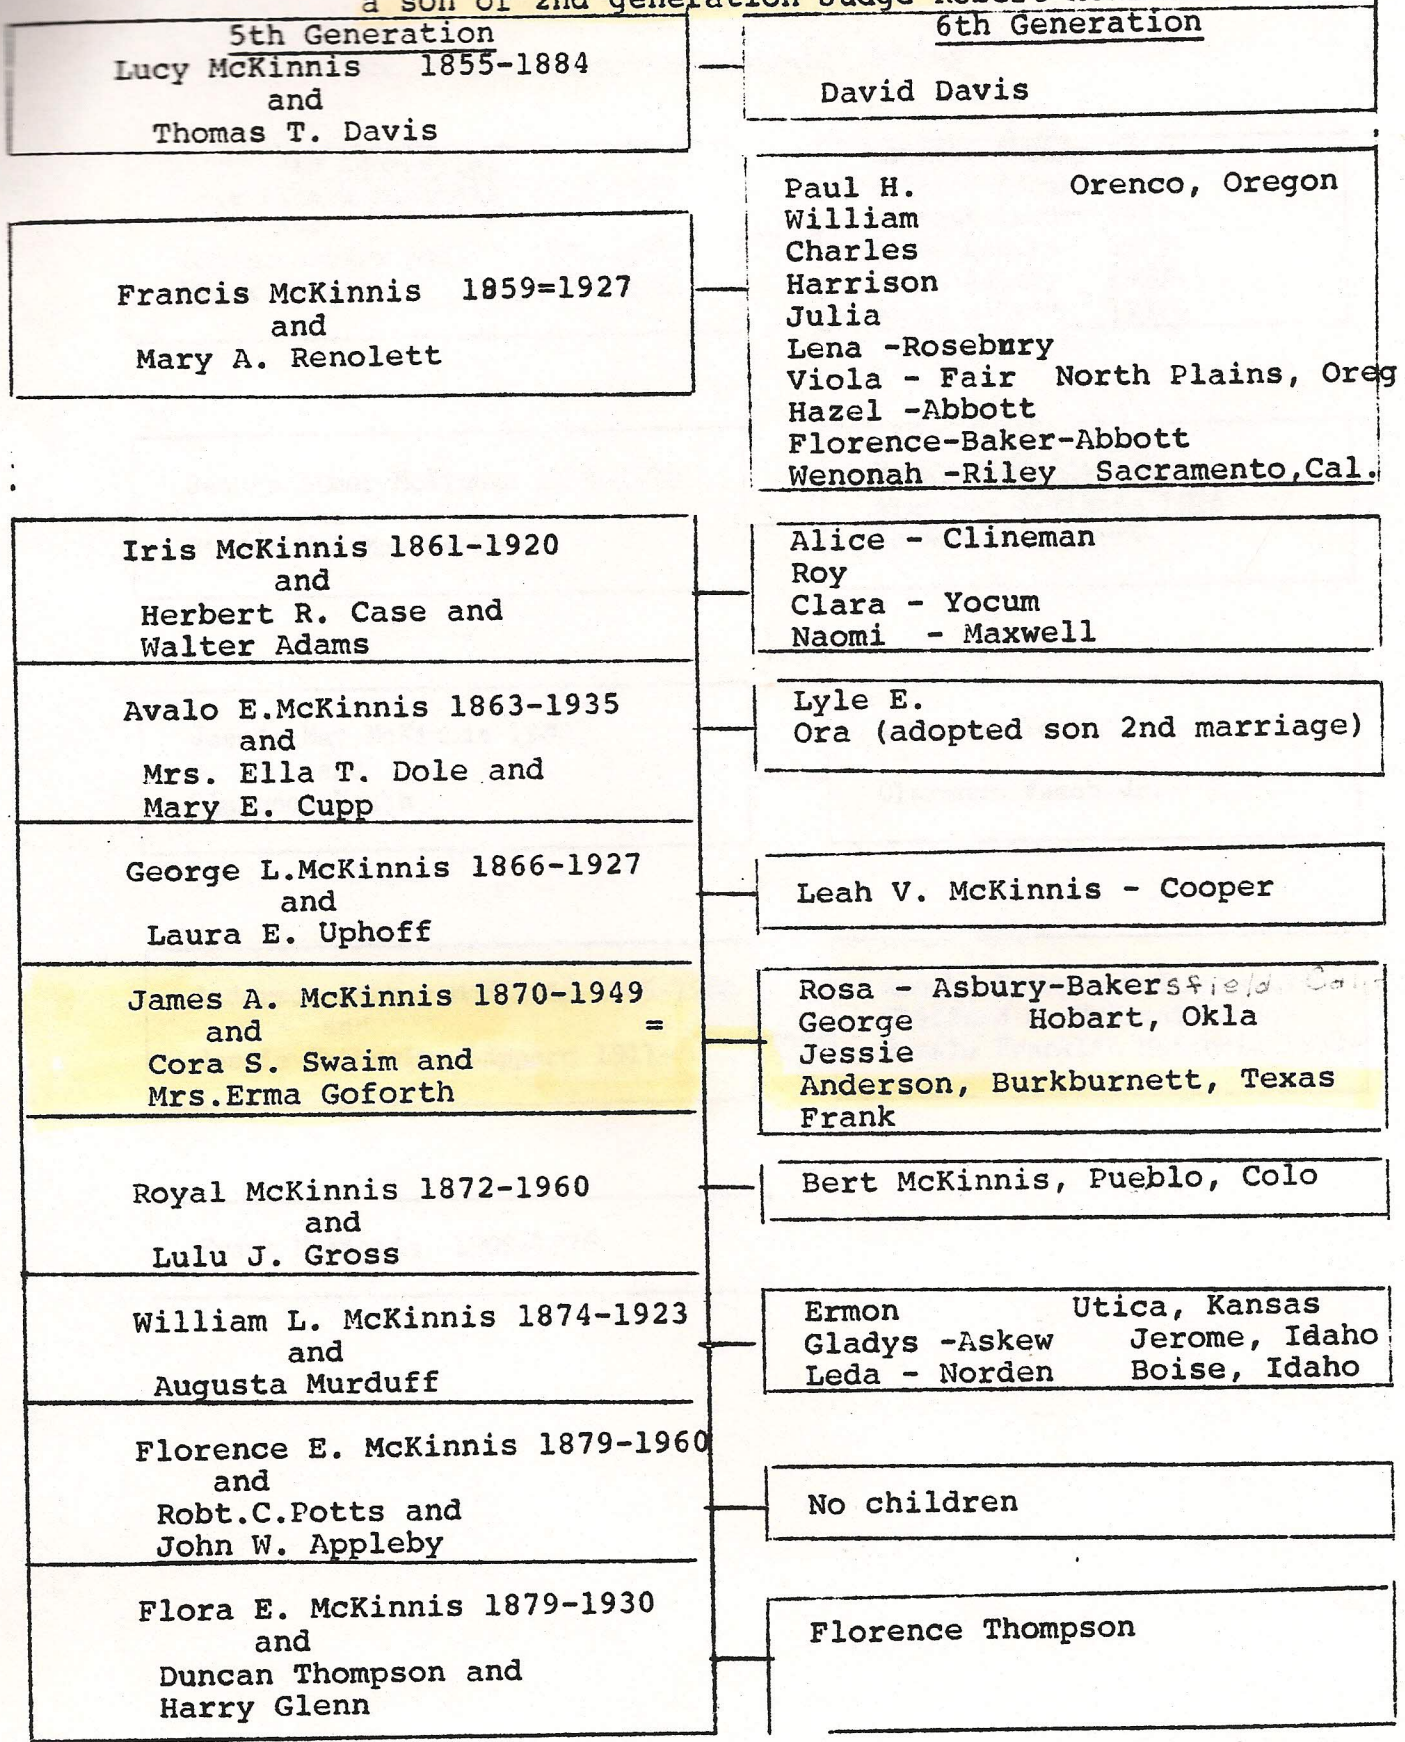 a son of 2nd generation Judge Robert
5th Generation
6th Generation
Lucy McKinnis 1855-1884
and
Thomas T. Davis
David Davis
Francis McKinnis 1859=1927
and
Mary A. Renolett
Paul H. Orenco, Oregon
William
Charles
Harrison
Julia
Lena -Rosebury
Viola - Fair North Plains, Oreg
Hazel -Abbott
Florence-Baker-Abbott
Wenonah -Riley Sacramento,Cal.
Iris McKinnis 1861-1920
and
Herbert R. Case and
Walter Adams
Alice - Clineman
Roy
Clara - Yocum
Naomi - Maxwell
Avalo E.McKinnis 1863-1935
and
Mrs. Ella T. Dole and
Mary E. Cupp
Lyle E.
Ora (adopted son 2nd marriage)
George L.McKinnis 1866-1927
and
Laura E. Uphoff
Leah V. McKinnis - Cooper
James A. McKinnis 1870-1949
and =
Cora S. Swaim and
Mrs.Erma Goforth
Rosa - Asbury-Bakersfield Cal
George Hobart, Okla
Jessie
Anderson, Burkburnett, Texas
Frank
Royal McKinnis 1872-1960
and
Lulu J. Gross
Bert McKinnis, Pueblo, Colo
William L. McKinnis 1874-1923
and
Augusta Murduff
Ermon Utica, Kansas
Gladys -Askew Jerome, Idaho
Leda - Norden Boise, Idaho
Florence E. McKinnis 1879-1960
and
Robt.C.Potts and
John W. Appleby
No children
Flora E. McKinnis 1879-1930
and
Duncan Thompson and
Harry Glenn
Florence Thompson